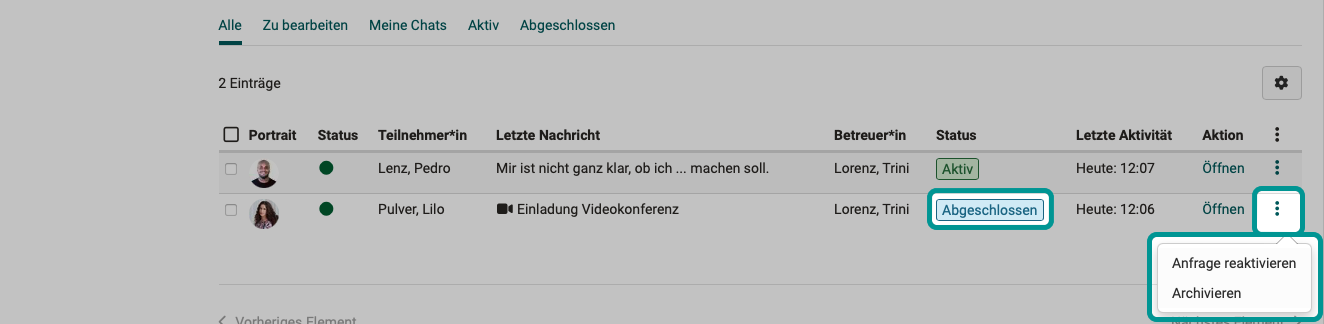 Alle Zu bearbeiten Meine Chats Aktiv Abgeschlossen
2 Einträge
Portrait Status Teilnehmer*in Letzte Nachricht Betreuer*in Status Letzte Aktivität Aktion
Lenz, Pedro Mir ist nicht ganz klar, ob ich ... machen soll. Lorenz, Trini Aktiv Heute: 12:07 Öffnen
Pulver, Lilo Einladung Videokonferenz Lorenz, Trini Abgeschlossen Heute: 12:06 Öffnen
Anfrage reaktivieren
Archivieren
Vorheriges Element